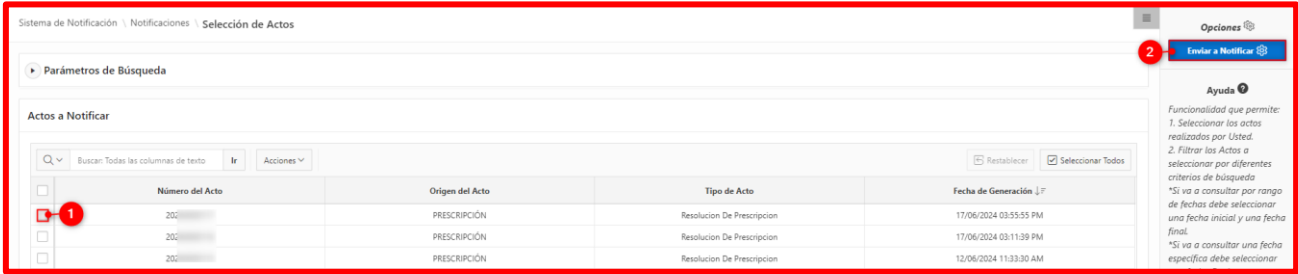 Sistema de Notificación \ Notificaciones \ Selección de Actos
Opciones
2
Enviar a Notificar
Parámetros de Búsqueda
Ayuda
Funcionalidad que permite:
1. Seleccionar los actos
realizados por Usted.
2. Filtrar los Actos a
seleccionar por diferentes
criterios de búsqueda
*Si va a consultar por rango
de fechas debe seleccionar
una fecha inicial y una fecha
final.
*Si va a consultar una fecha
específica debe seleccionar
Actos a Notificar
Buscar: Todas las columnas de texto Ir Acciones Restablecer Seleccionar Todos
Número del Acto Origen del Acto Tipo de Acto Fecha de Generación
1 202 PRESCRIPCIÓN Resolucion De Prescripcion 17/06/2024 03:55:55 PM
202 PRESCRIPCIÓN Resolucion De Prescripcion 17/06/2024 03:11:39 PM
202 PRESCRIPCIÓN Resolucion De Prescripcion 12/06/2024 11:33:30 AM